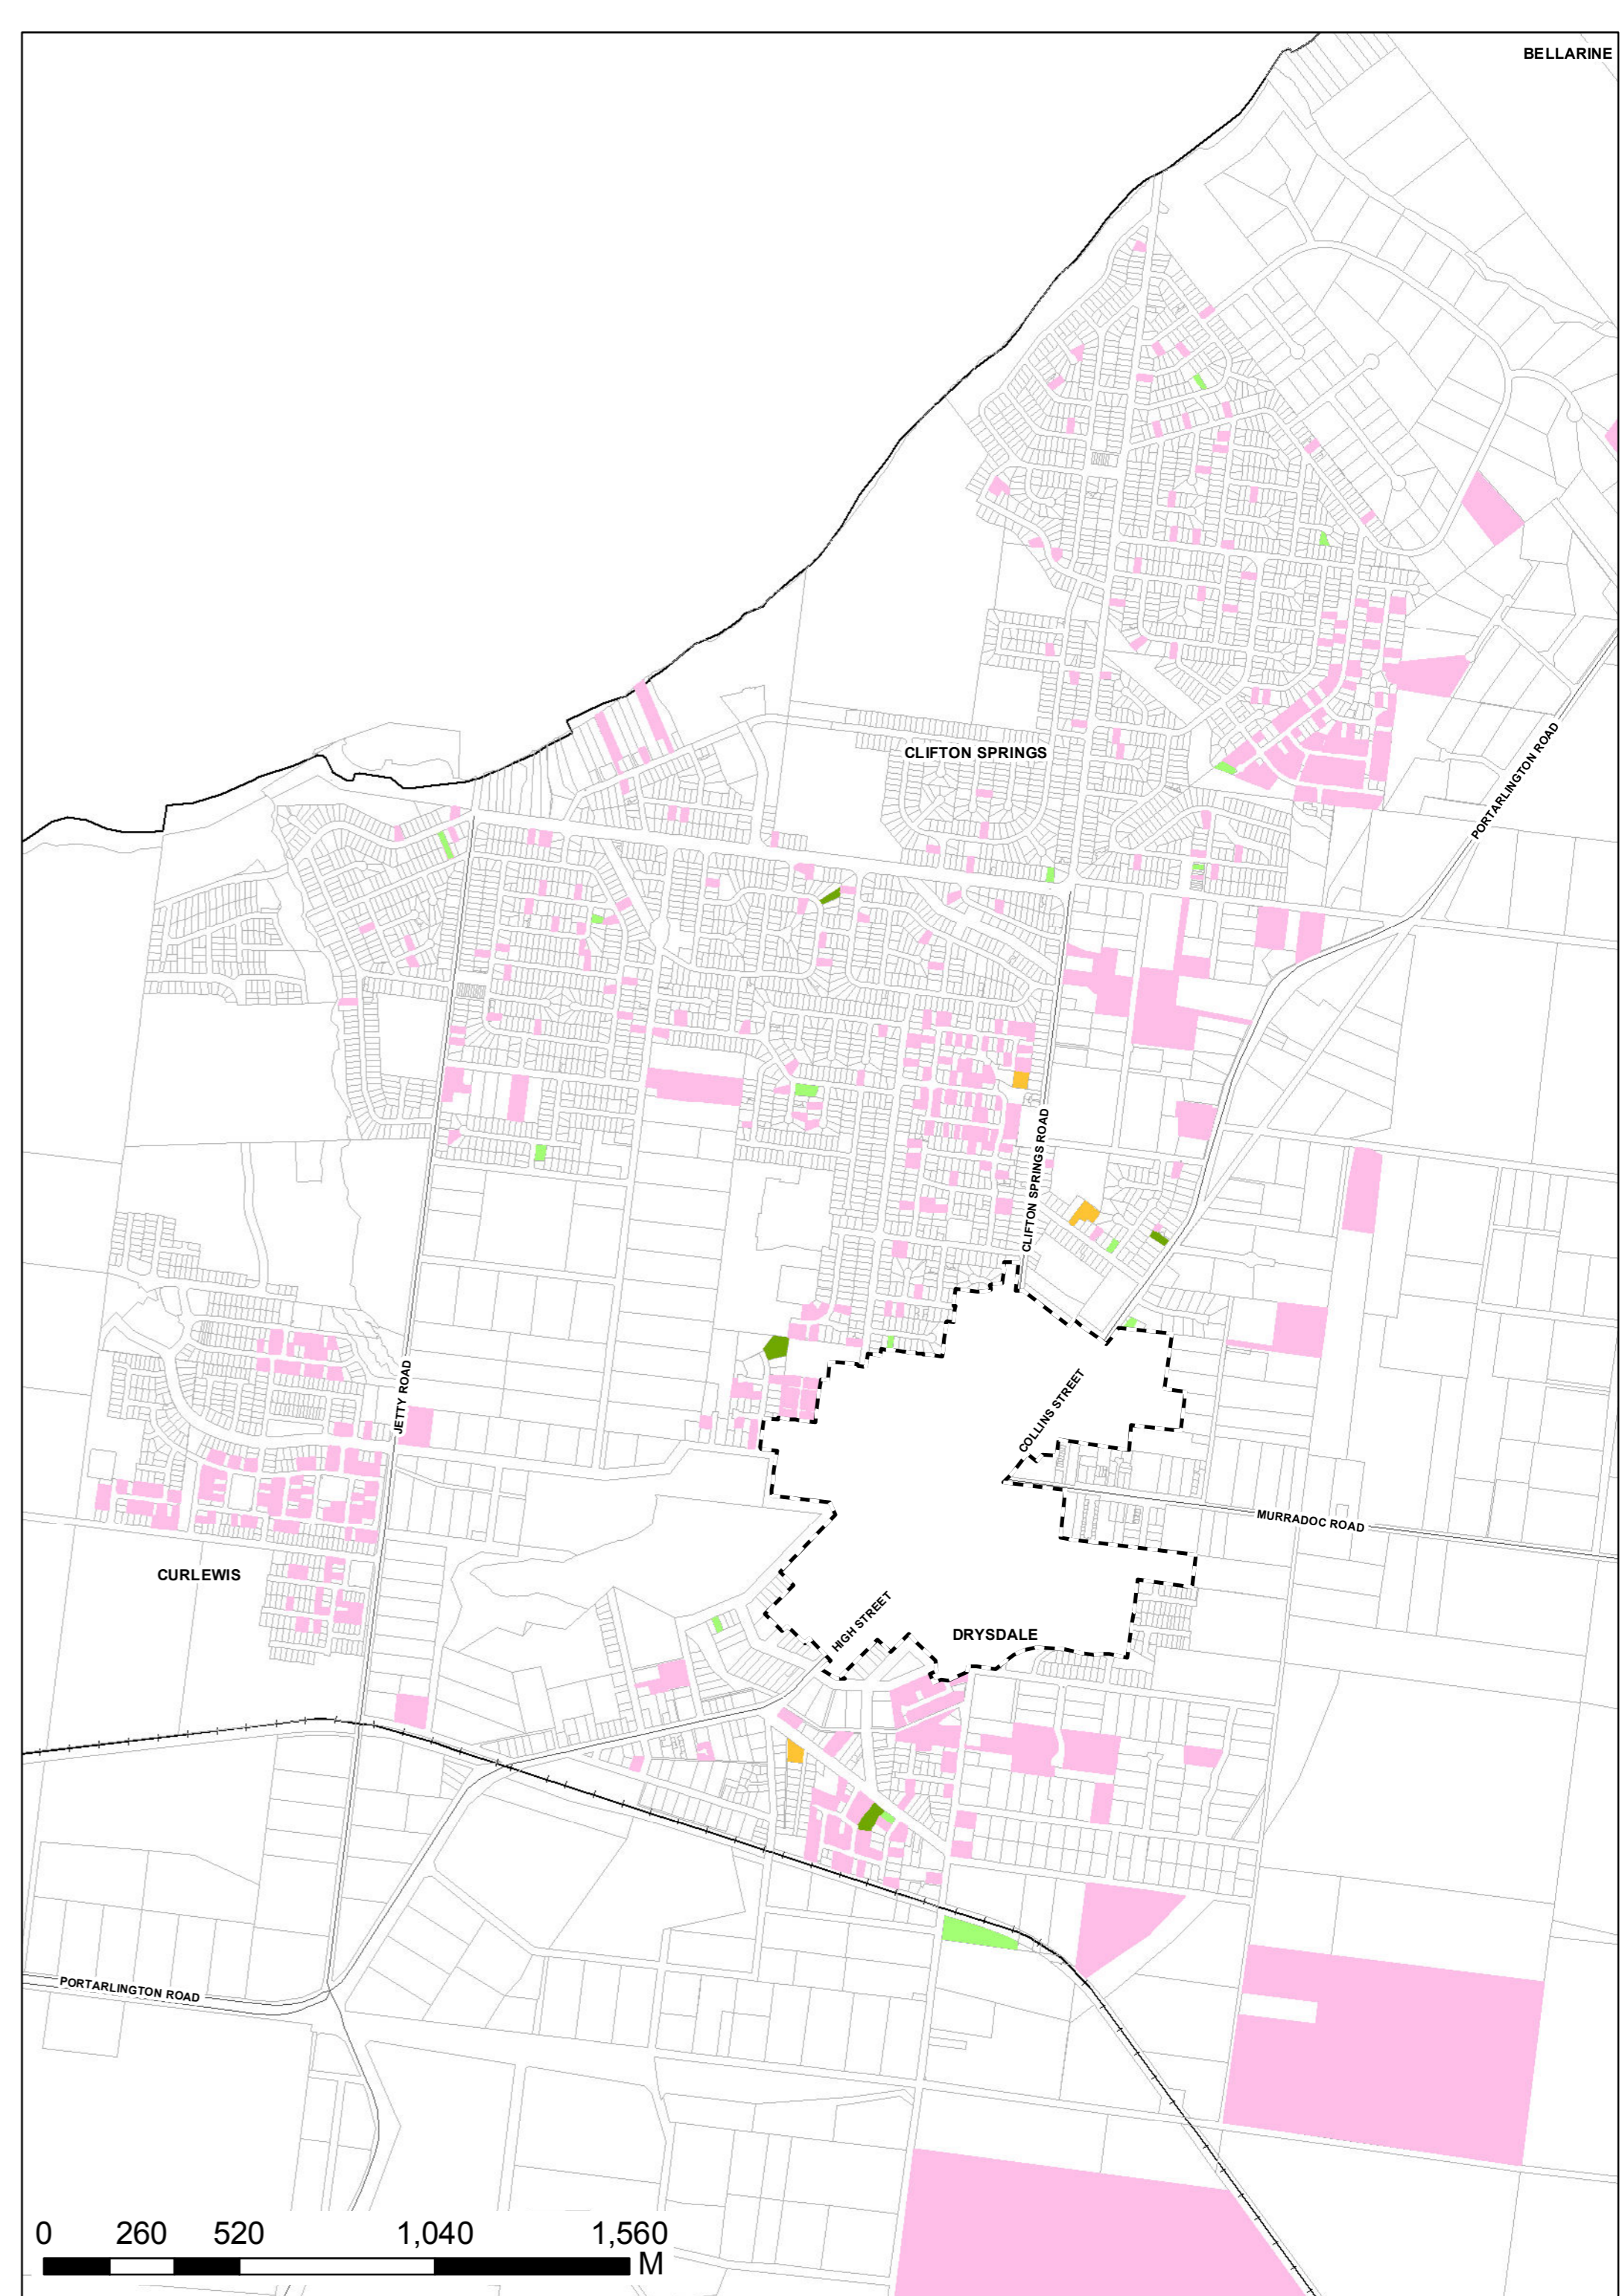 BELLARINE
CLIFTON SPRINGS
PORTARLINGTON ROAD
CLIFTON SPRINGS ROAD
JETTY ROAD
COLLINS STREET
MURRADOC ROAD
CURLEWIS
HIGH STREET
DRYSDALE
PORTARLINGTON ROAD
0 260 520 1,040 1,560
M